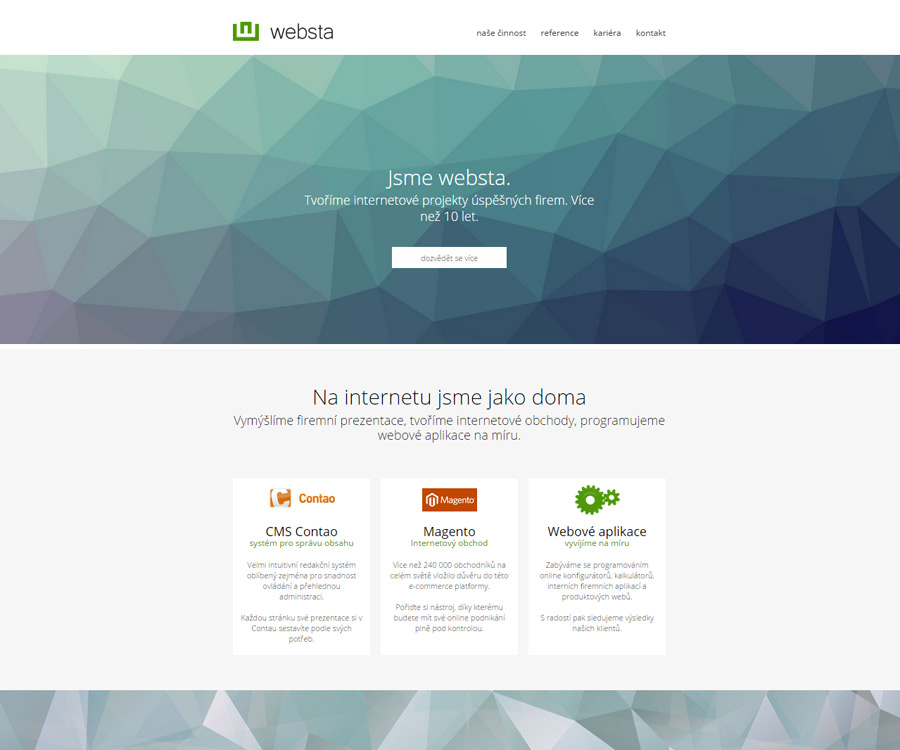 websta
naše činnost reference kariéra kontakt
Jsme websta.
Tvoříme internetové projekty úspěšných firem. Více
než 10 let.
dozvědět se více
Na internetu jsme jako doma
Vymýšlíme firemní prezentace, tvoříme internetové obchody, programujeme
webové aplikace na míru.
Contao
CMS Contao
systém pro správu obsahu
Velmi intuitivní redakční systém
oblíbený zejména pro snadnost
ovládání a přehlednou
administraci.
Každou stránku své prezentace si v
Contau sestavíte podle svých
potřeb.
Magento
Magento
Internetový obchod
Více než 240 000 obchodníků na
celém světě vložilo důvěru do této
e-commerce platformy.
Pořiďte si nástroj, díky kterému
budete mít své online podnikání
plně pod kontrolou.
Webové aplikace
vyvíjíme na míru
Zabýváme se programováním
online konfigurátorů, kalkulátorů,
interních firemních aplikací a
produktových webů.
S radostí pak sledujeme výsledky
našich klientů.